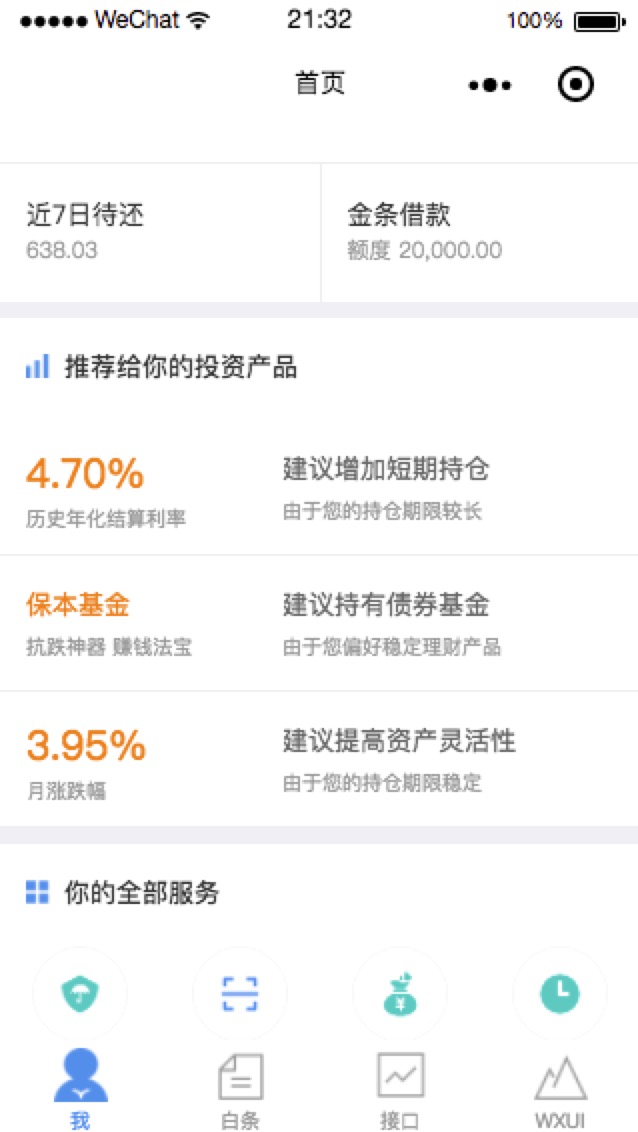 WeChat 21:32 100%
首页
近7日待还
638.03
金条借款
额度 20,000.00
推荐给你的投资产品
4.70%
历史年化结算利率
建议增加短期持仓
由于您的持仓期限较长
保本基金
抗跌神器 赚钱法宝
建议持有债券基金
由于您偏好稳定理财产品
3.95%
月涨跌幅
建议提高资产灵活性
由于您的持仓期限稳定
你的全部服务
¥
我 白条 接口 WXUI